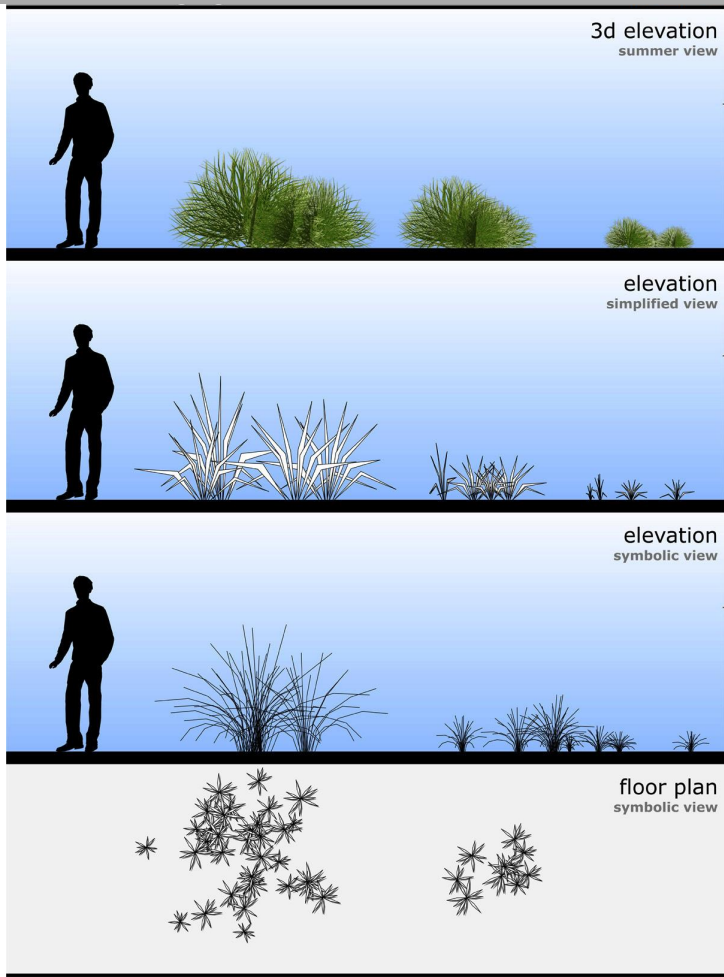 3d elevation
summer view
elevation
simplified view
elevation
symbolic view
floor plan
symbolic view